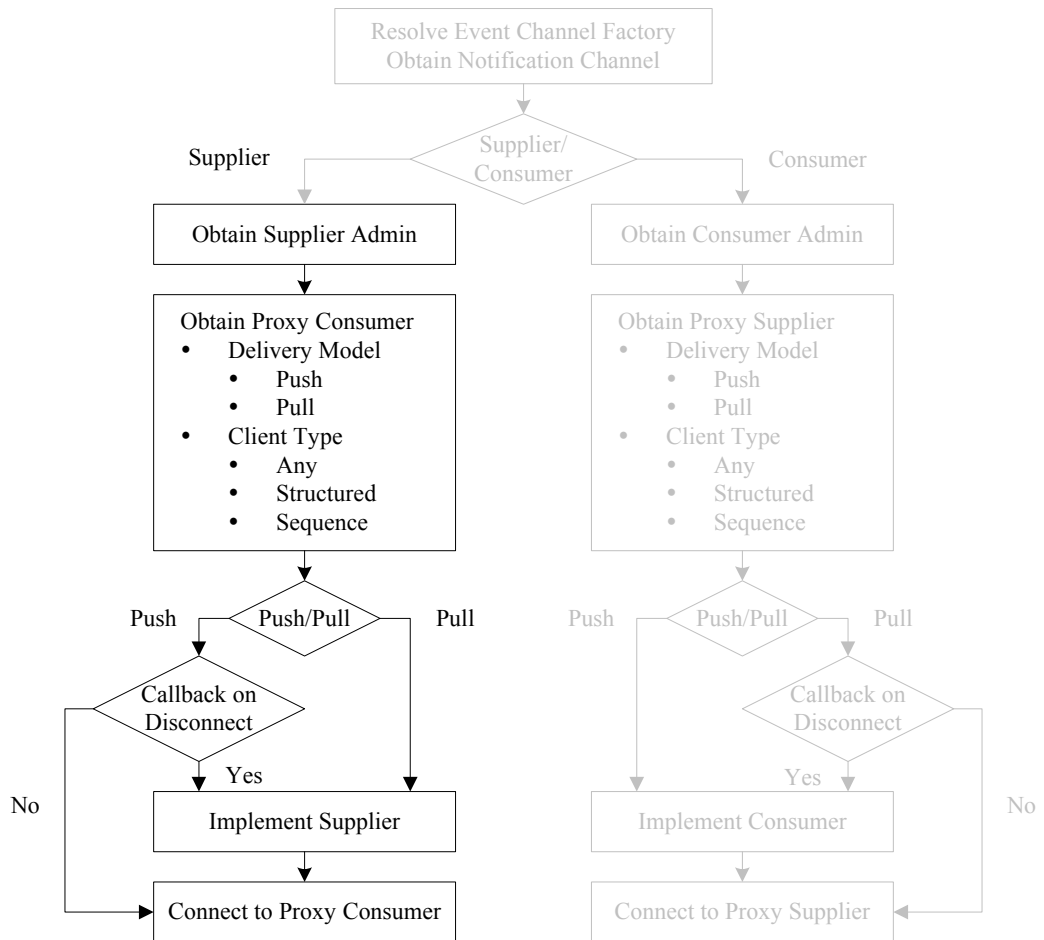 Resolve Event Channel Factory
Obtain Notification Channel
Supplier/
Consumer
Supplier
Consumer
Obtain Supplier Admin
Obtain Proxy Consumer
• Delivery Model
• Push
• Pull
• Client Type
• Any
• Structured
• Sequence
Push
Push/Pull
Pull
Callback on
Disconnect
Yes
No
Implement Supplier
Connect to Proxy Consumer
Obtain Consumer Admin
Obtain Proxy Supplier
• Delivery Model
• Push
• Pull
• Client Type
• Any
• Structured
• Sequence
Push
Push/Pull
Pull
Callback on
Disconnect
Yes
No
Implement Consumer
Connect to Proxy Supplier